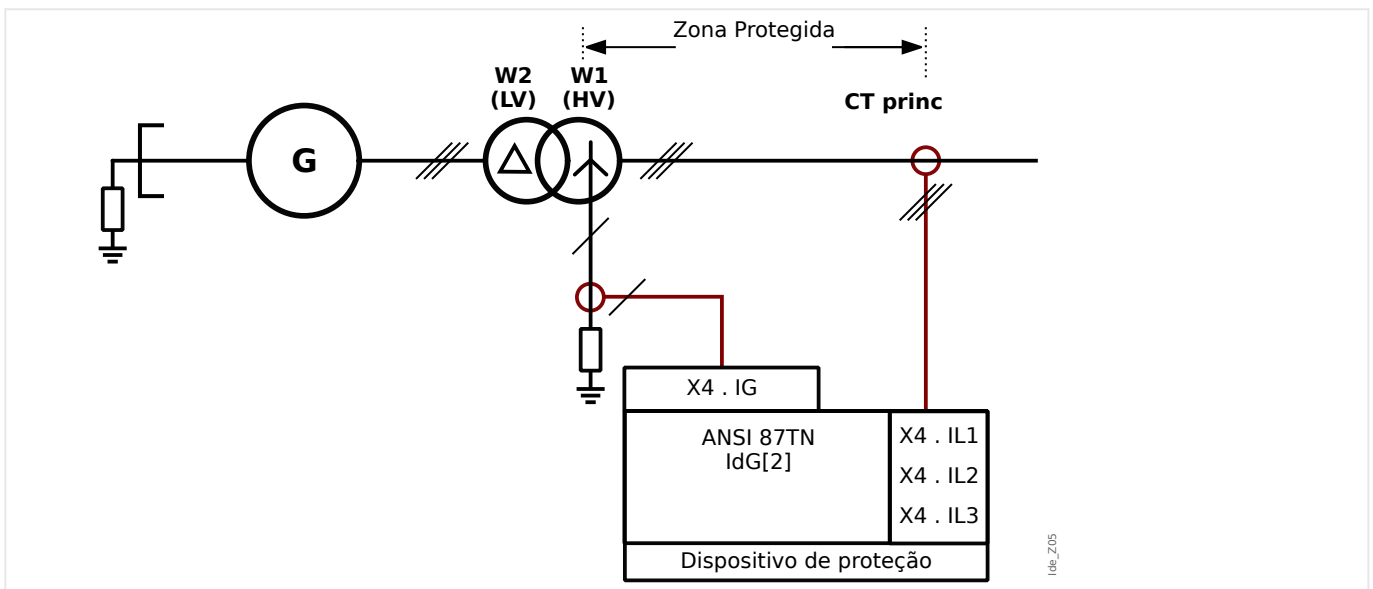 Zona Protegida
W2
(LV)
W1
(HV)
CT princ
G
X4 . IG
ANSI 87TN
IdG[2]
X4 . IL1
X4 . IL2
X4 . IL3
Dispositivo de proteção
Ide_Z05